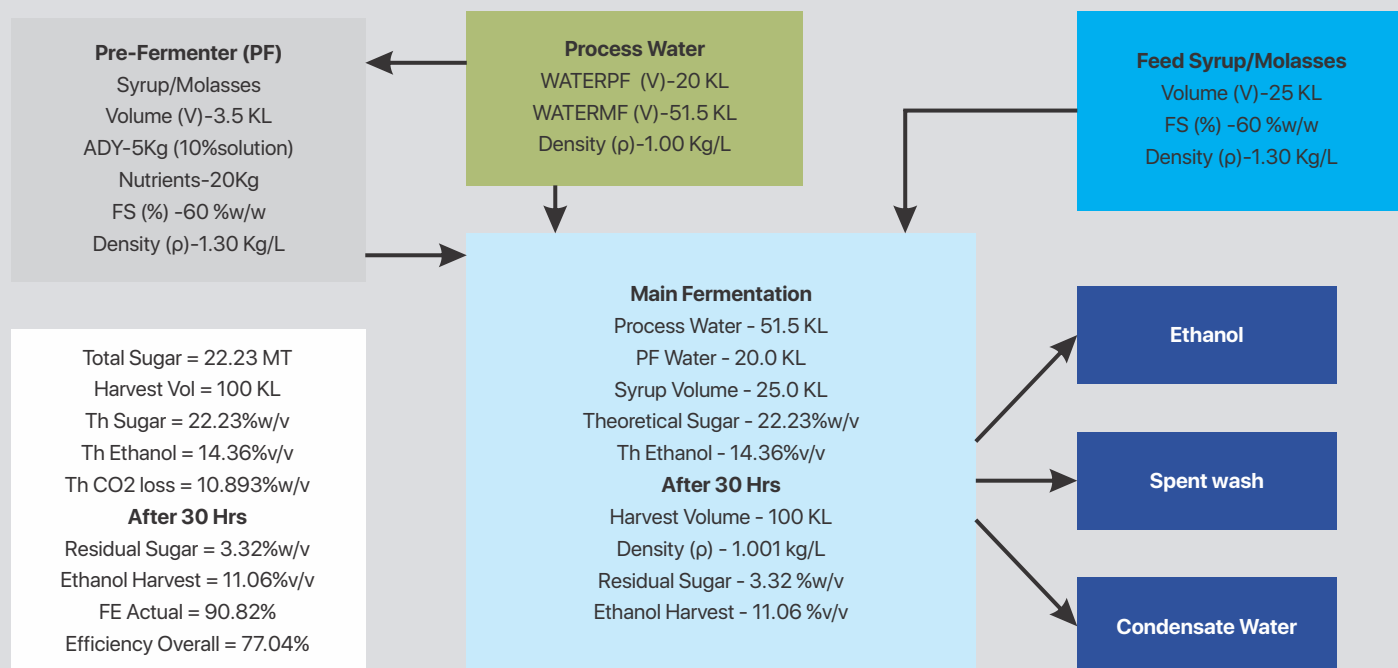 Pre-Fermenter (PF)
Syrup/Molasses
Volume (V)-3.5 KL
ADY-5Kg (10%solution)
Nutrients-20Kg
FS (%) -60 %w/w
Density (ρ)-1.30 Kg/L
Process Water
WATERPF (V)-20 KL
WATERMF (V)-51.5 KL
Density (ρ)-1.00 Kg/L
Feed Syrup/Molasses
Volume (V)-25 KL
FS (%) -60 %w/w
Density (ρ)-1.30 Kg/L
Total Sugar = 22.23 MT
Harvest Vol = 100 KL
Th Sugar = 22.23%w/v
Th Ethanol = 14.36%v/v
Th CO2 loss = 10.893%w/v
After 30 Hrs
Residual Sugar = 3.32%w/v
Ethanol Harvest = 11.06%v/v
FE Actual = 90.82%
Efficiency Overall = 77.04%
Main Fermentation
Process Water - 51.5 KL
PF Water - 20.0 KL
Syrup Volume - 25.0 KL
Theoretical Sugar - 22.23%w/v
Th Ethanol - 14.36%v/v
After 30 Hrs
Harvest Volume - 100 KL
Density (ρ) - 1.001 kg/L
Residual Sugar - 3.32 %w/v
Ethanol Harvest - 11.06 %v/v
Ethanol
Spent wash
Condensate Water